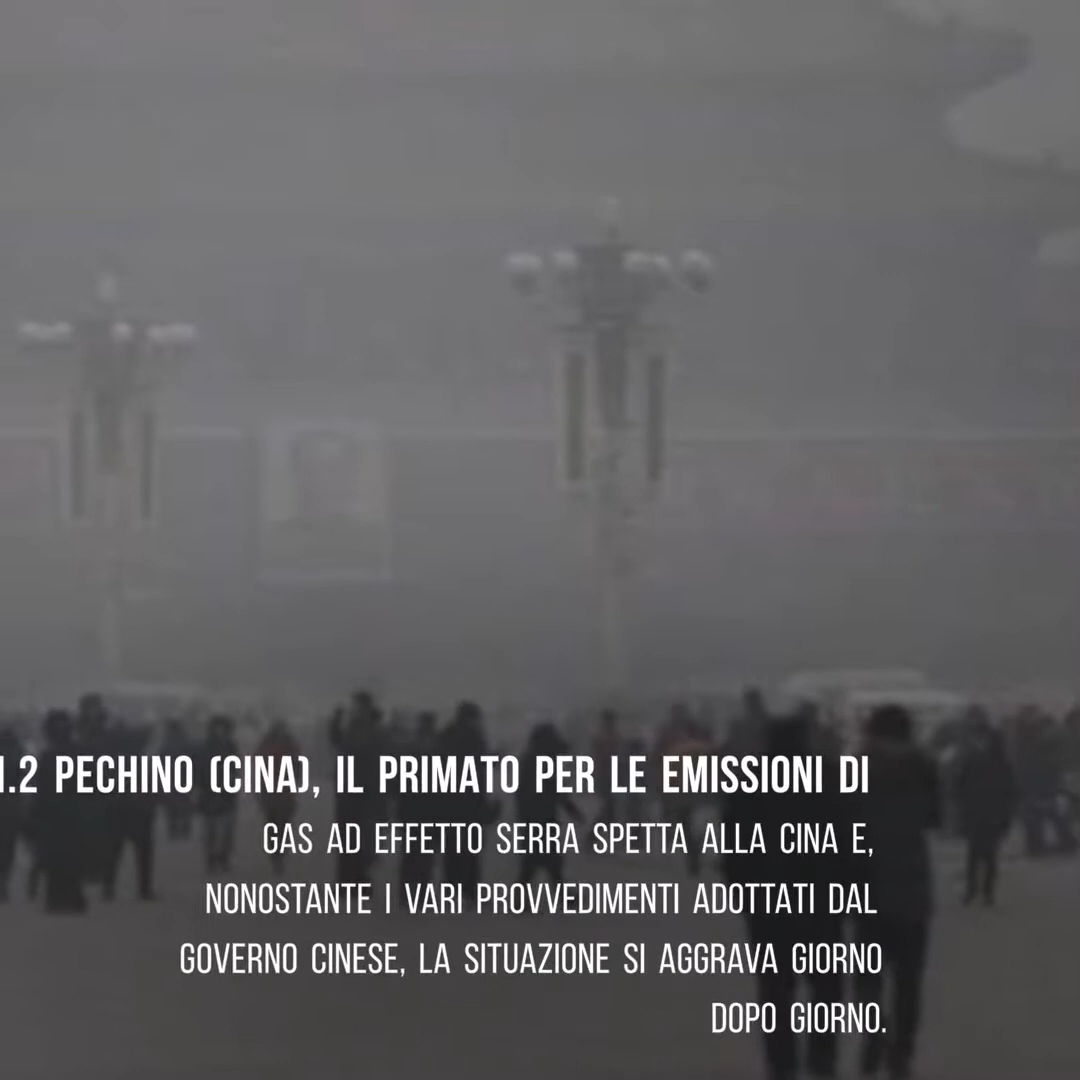 1.2 PECHINO (CINA), IL PRIMATO PER LE EMISSIONI DI
GAS AD EFFETTO SERRA SPETTA ALLA CINA E,
NONOSTANTE I VARI PROVVEDIMENTI ADOTTATI DAL
GOVERNO CINESE, LA SITUAZIONE SI AGGRAVA GIORNO
DOPO GIORNO.